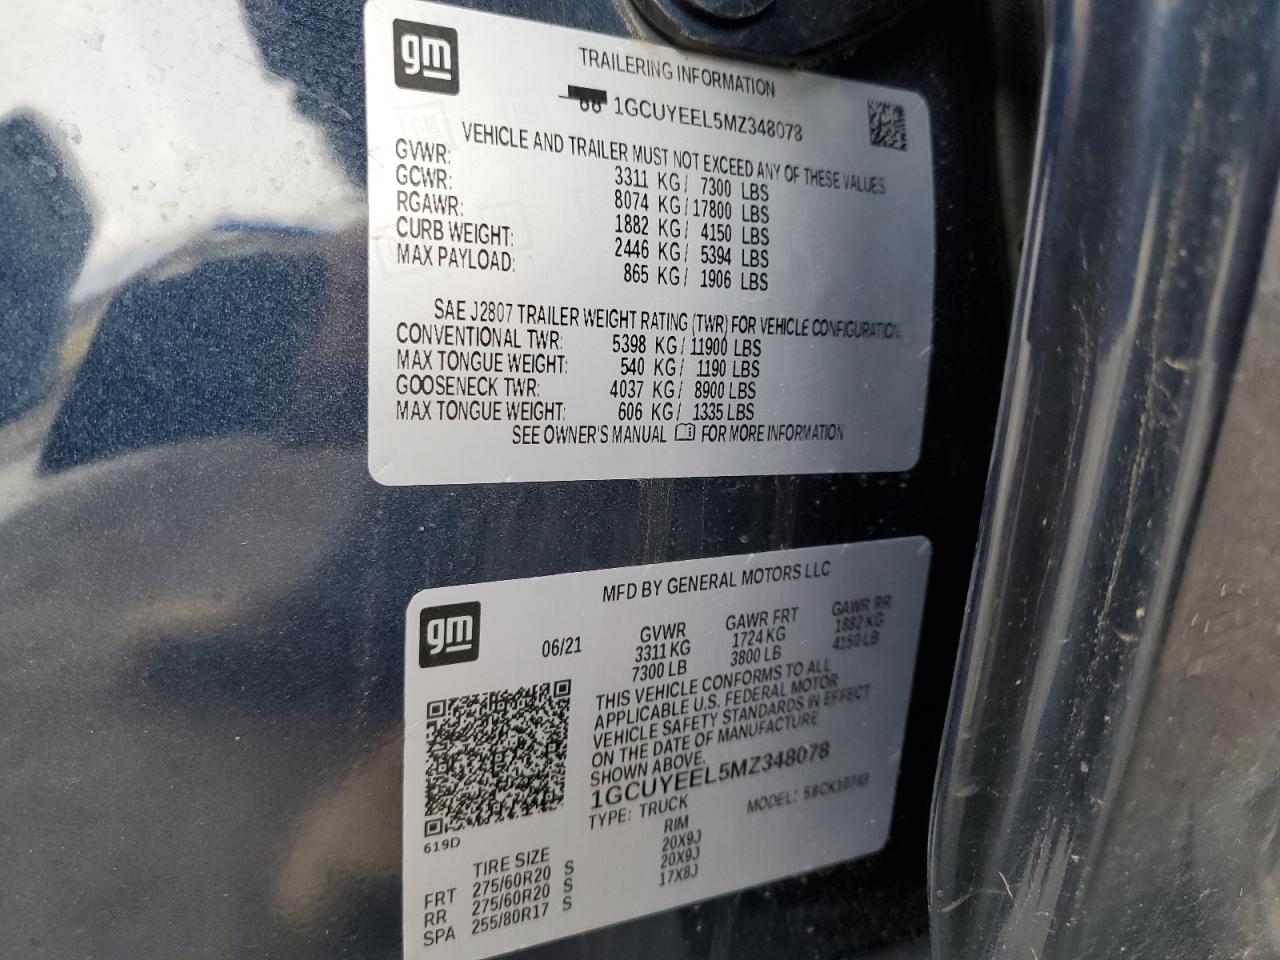 gm
TRAILERING INFORMATION
1GCUYEEL5MZ348078
VEHICLE AND TRAILER MUST NOT EXCEED ANY OF THESE VALUES
GVWR: 3311 KG/ 7300 LBS
GCWR: 8074 KG/ 17800 LBS
RGAWR: 1882 KG/ 4150 LBS
CURB WEIGHT: 2446 KG/ 5394 LBS
MAX PAYLOAD: 865 KG/ 1906 LBS
SAE J2807 TRAILER WEIGHT RATING (TWR) FOR VEHICLE CONFIGURATION.
CONVENTIONAL TWR: 5398 KG/ 11900 LBS
MAX TONGUE WEIGHT: 540 KG/ 1190 LBS
GOOSENECK TWR: 4037 KG/ 8900 LBS
MAX TONGUE WEIGHT: 606 KG/ 1335 LBS
SEE OWNER'S MANUAL FOR MORE INFORMATION
MFD BY GENERAL MOTORS LLC
gm
06/21
GVWR GAWR FRT GAWR RR
3311 KG 1724 KG 1882 KG
7300 LB 3800 LB 4150 LB
THIS VEHICLE CONFORMS TO ALL
APPLICABLE U.S. FEDERAL MOTOR
VEHICLE SAFETY STANDARDS IN EFFECT
ON THE DATE OF MANUFACTURE
SHOWN ABOVE.
1GCUYEEL5MZ348078
TYPE: TRUCK MODEL:
619D
TIRE SIZE RIM
FRT 275/60R20 S 20X9J
RR 275/60R20 S 20X9J
SPA 255/80R17 S 17X8J